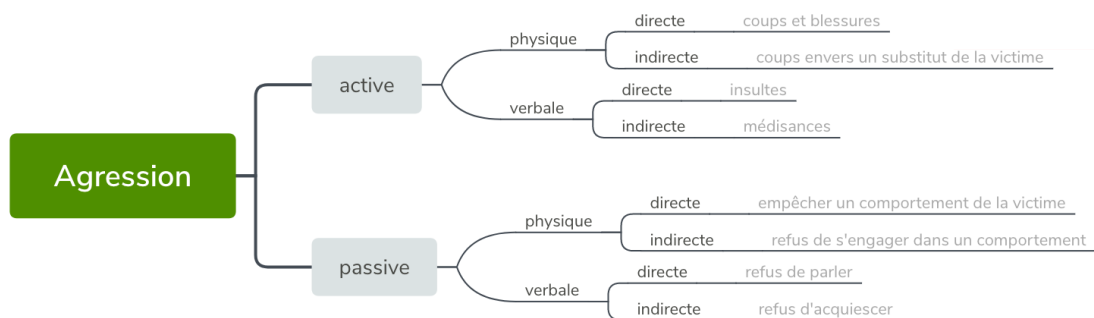 Agression
active
physique
directe coups et blessures
indirecte coups envers un substitut de la victime
verbale
directe insultes
indirecte médisances
passive
physique
directe empêcher un comportement de la victime
indirecte refus de s'engager dans un comportement
verbale
directe refus de parler
indirecte refus d'acquiescer